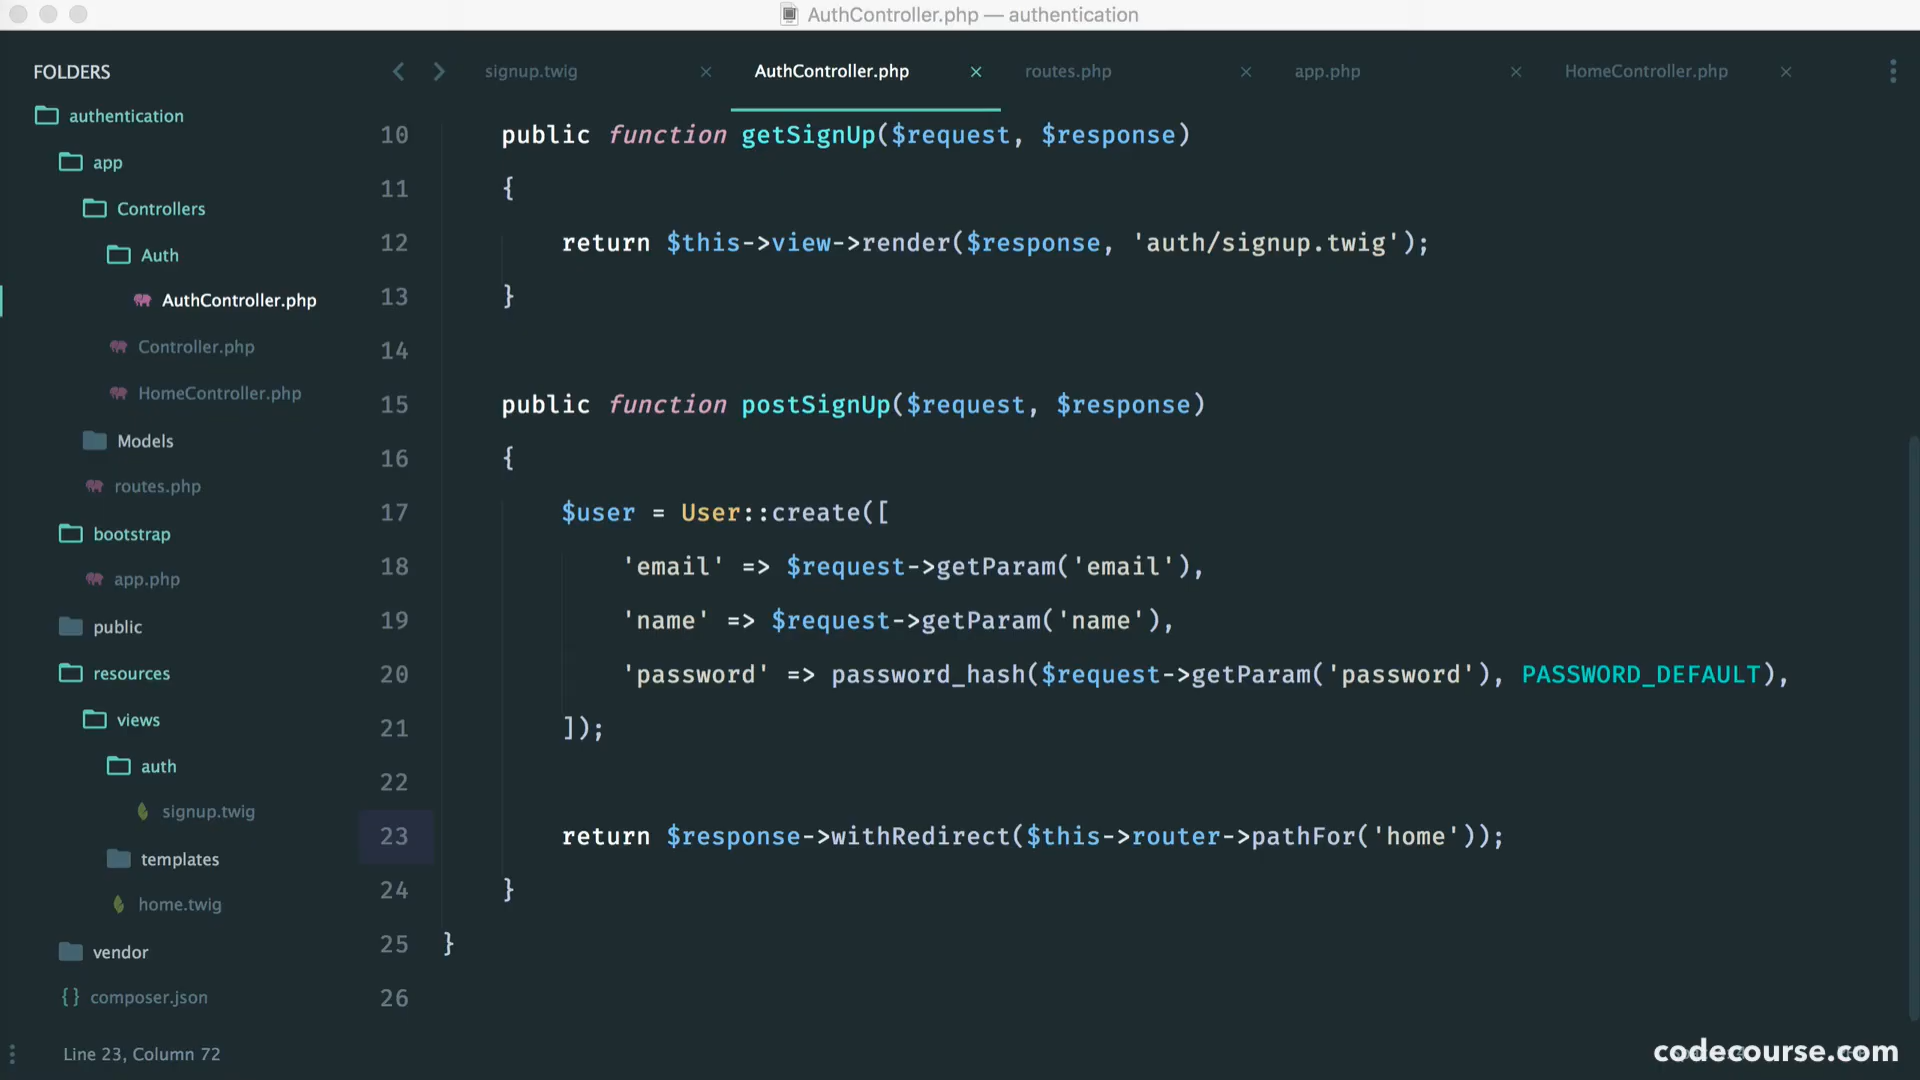 AuthController.php — authentication
FOLDERS
authentication
app
Controllers
Auth
AuthController.php
Controller.php
HomeController.php
Models
routes.php
bootstrap
app.php
public
resources
views
auth
signup.twig
templates
home.twig
vendor
{} composer.json
signup.twig × AuthController.php × routes.php × app.php × HomeController.php ×
10 public function getSignUp($request, $response)
11 {
12 return $this->view->render($response, 'auth/signup.twig');
13 }
14
15 public function postSignUp($request, $response)
16 {
17 $user = User::create([
18 'email' => $request->getParam('email'),
19 'name' => $request->getParam('name'),
20 'password' => password_hash($request->getParam('password'), PASSWORD_DEFAULT),
21 ]);
22
23 return $response->withRedirect($this->router->pathFor('home'));
24 }
25 }
26
Line 23, Column 72
codecourse.com